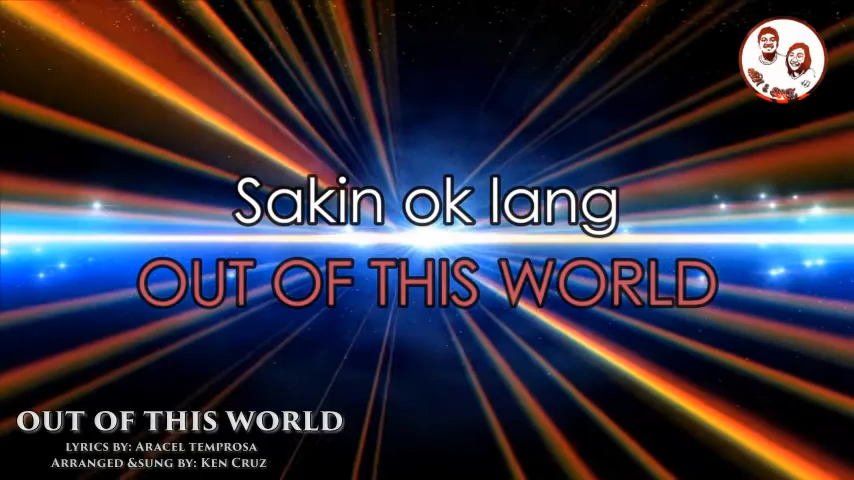 Sakin ok lang
OUT OF THIS WORLD
OUT OF THIS WORLD
LYRICS BY: ARACEL TEMPROSA
ARRANGED &SUNG BY: KEN CRUZ